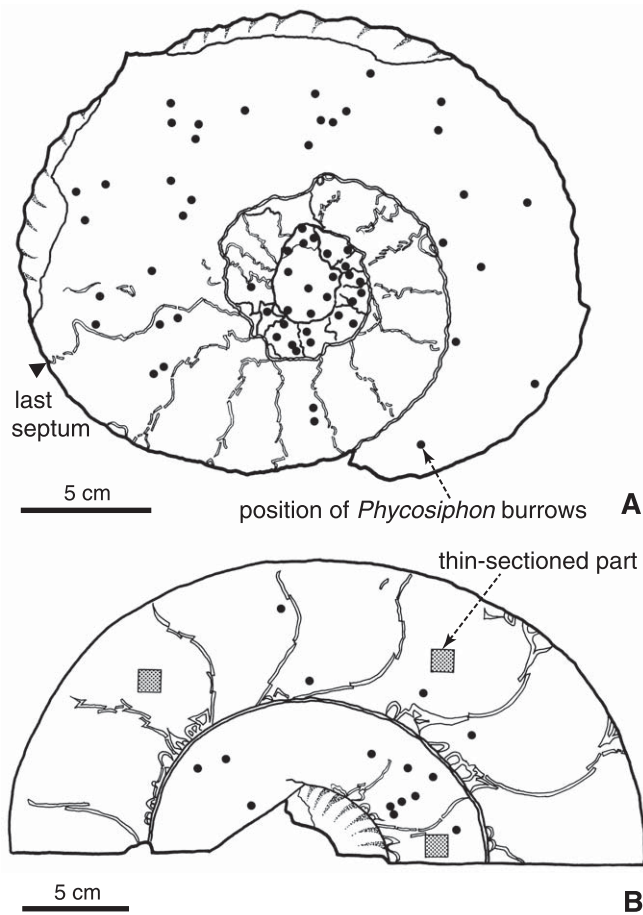 last
septum
5 cm
position of Phycosiphon burrows
A
thin-sectioned part
5 cm
B